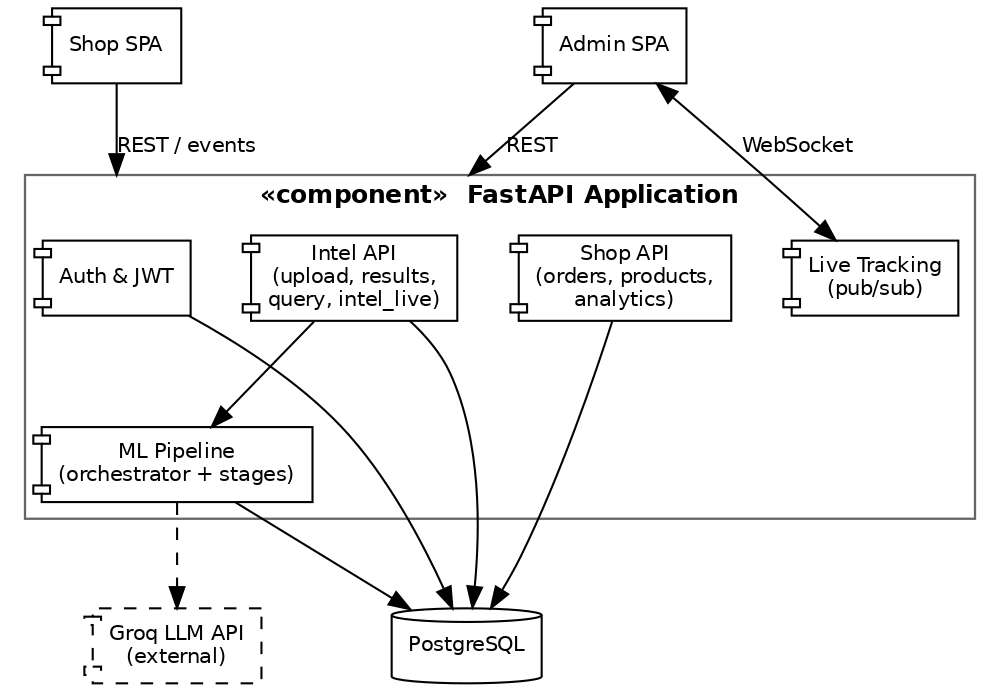 Shop SPA
Admin SPA
REST / events
REST
WebSocket
«component»  FastAPI Application
Auth & JWT
Intel API
(upload, results,
query, intel_live)
Shop API
(orders, products,
analytics)
Live Tracking
(pub/sub)
ML Pipeline
(orchestrator + stages)
Groq LLM API
(external)
PostgreSQL